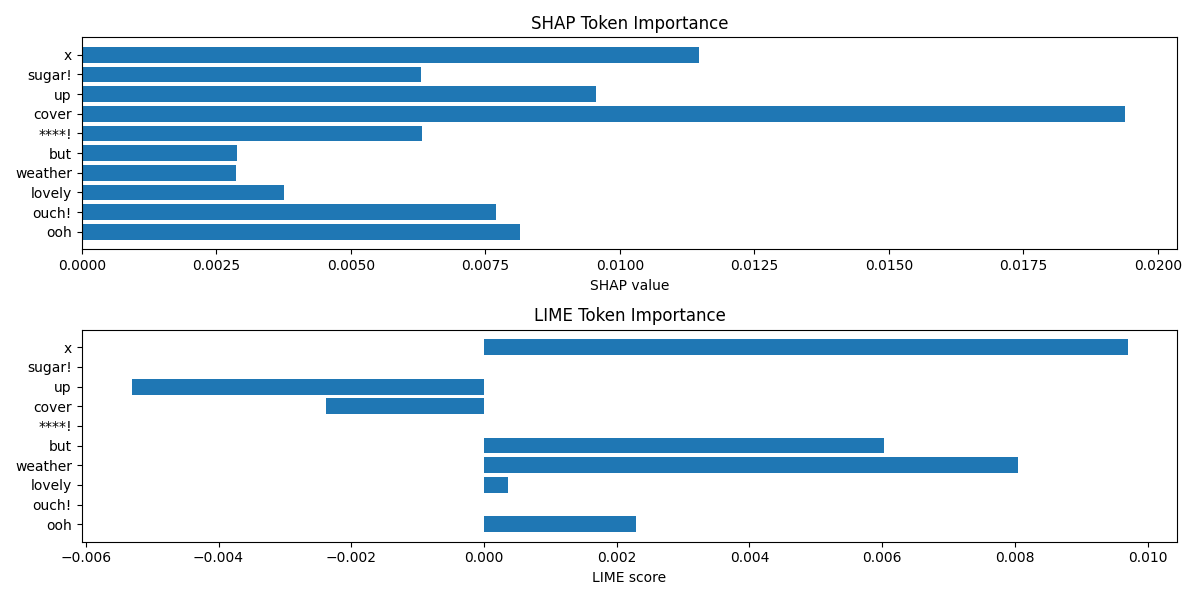 SHAP Token Importance
x
sugar!
up
cover
****!
but
weather
lovely
ouch!
ooh
0.0000 0.0025 0.0050 0.0075 0.0100 0.0125 0.0150 0.0175 0.0200
SHAP value
LIME Token Importance
x
sugar!
up
cover
****!
but
weather
lovely
ouch!
ooh
−0.006 −0.004 −0.002 0.000 0.002 0.004 0.006 0.008 0.010
LIME score